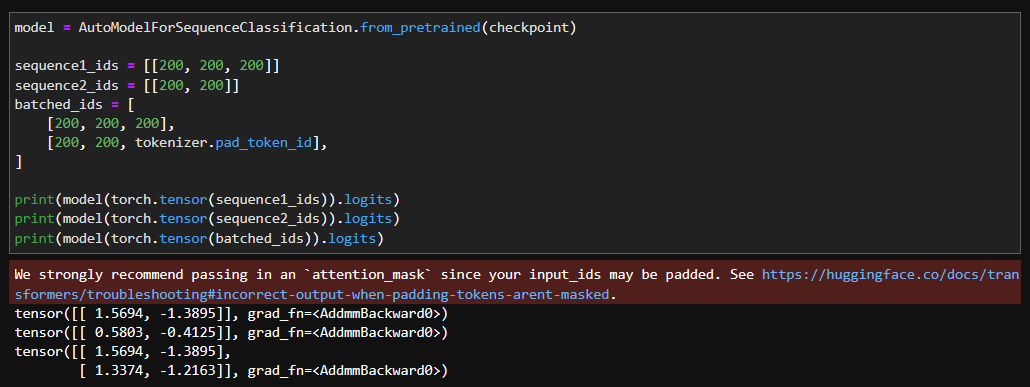 model = AutoModelForSequenceClassification.from_pretrained(checkpoint)

sequence1_ids = [[200, 200, 200]]
sequence2_ids = [[200, 200]]
batched_ids = [
    [200, 200, 200],
    [200, 200, tokenizer.pad_token_id],
]

print(model(torch.tensor(sequence1_ids)).logits)
print(model(torch.tensor(sequence2_ids)).logits)
print(model(torch.tensor(batched_ids)).logits)
We strongly recommend passing in an `attention_mask` since your input_ids may be padded. See https://huggingface.co/docs/tran
sformers/troubleshooting#incorrect-output-when-padding-tokens-arent-masked.
tensor([[ 1.5694, -1.3895]], grad_fn=<AddmmBackward0>)
tensor([[ 0.5803, -0.4125]], grad_fn=<AddmmBackward0>)
tensor([[ 1.5694, -1.3895],
        [ 1.3374, -1.2163]], grad_fn=<AddmmBackward0>)